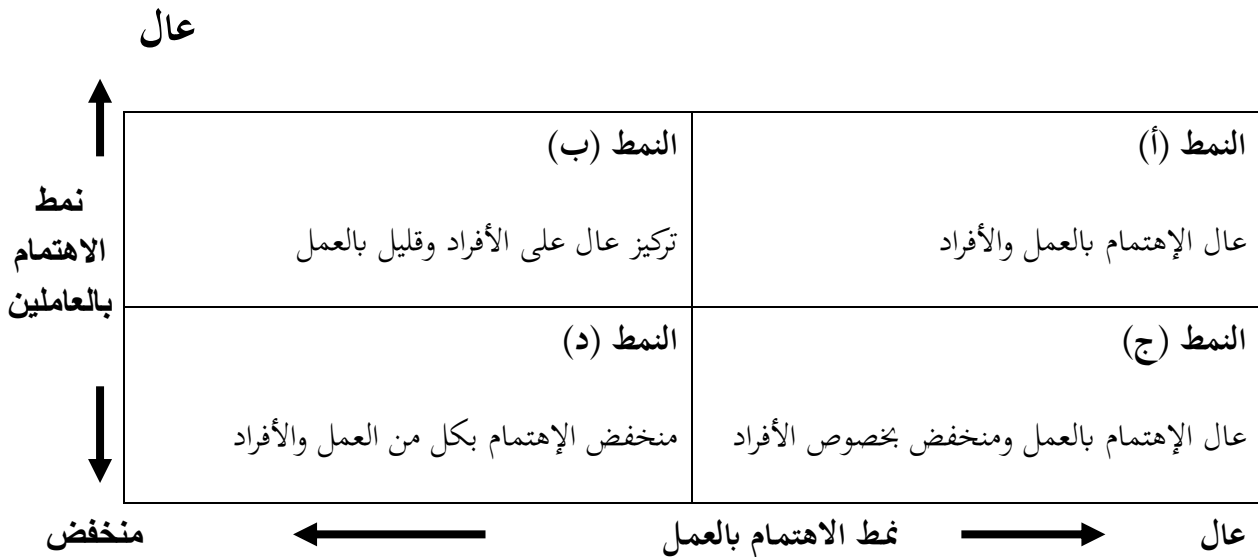 عال
النمط (أ)
النمط (ب)
عال الإهتمام بالعمل والأفراد
تركيز عال على الأفراد وقليل بالعمل
نمط
الاهتمام
بالعاملين
النمط (ج)
النمط (د)
عال الإهتمام بالعمل ومنخفض بخصوص الأفراد
منخفض الإهتمام بكل من العمل والأفراد
عال
نمط الاهتمام بالعمل
منخفض